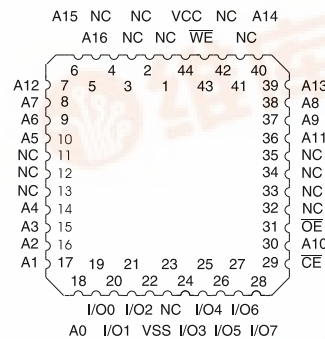 A15 NC NC VCC NC A14
A16 NC NC W̅E̅ NC
6 4 2 44 42 40
A12 7 5 3 1 43 41 39 A13
A7 8 38 A8
A6 9 37 A9
A5 10 36 A11
NC 11 35 NC
NC 12 34 NC
NC 13 33 NC
A4 14 32 NC
A3 15 31 O̅E̅
A2 16 30 A10
A1 17 19 21 23 25 27 29 C̅E̅
18 20 22 24 26 28
I/O0 I/O2 NC I/O4 I/O6
A0 I/O1 VSS I/O3 I/O5 I/O7